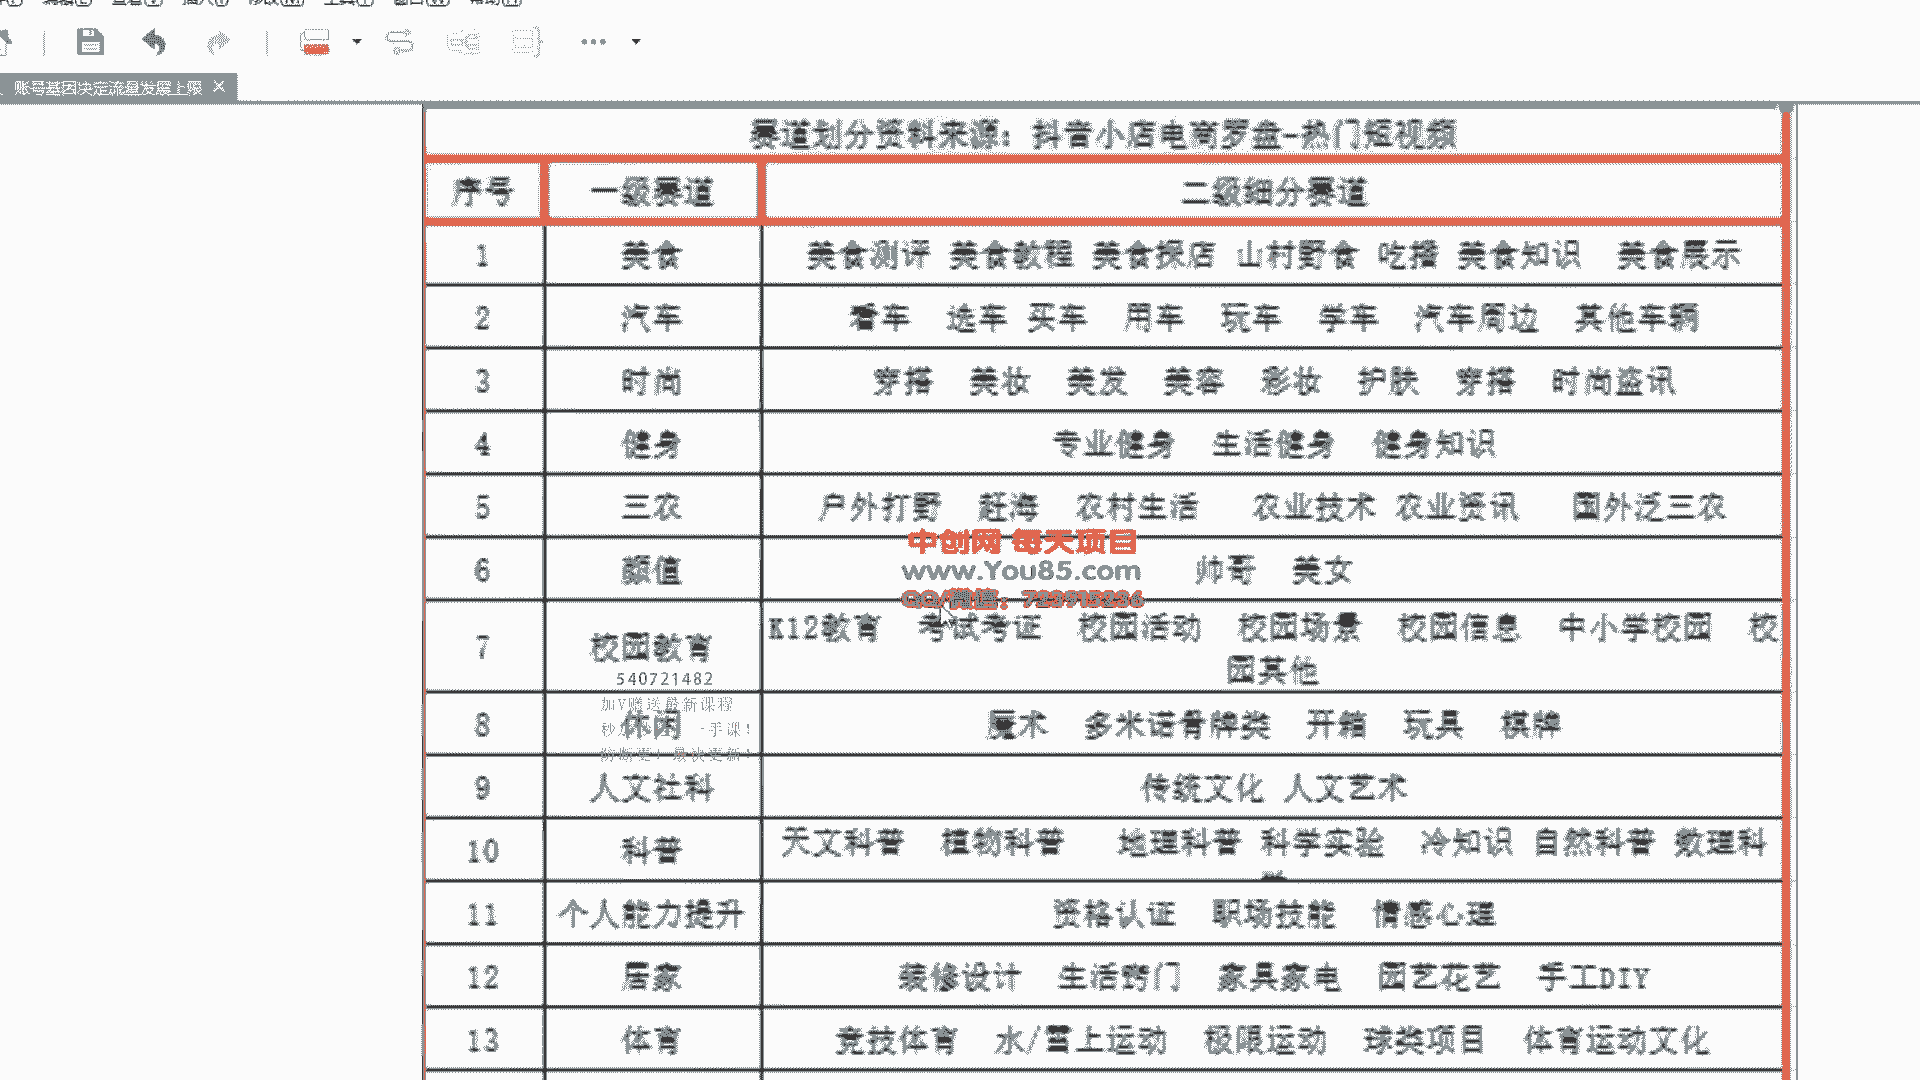 账号基因决定流量发展上限
赛道划分资料来源：抖音小店电商罗盘-热门短视频
序号 一级赛道 二级细分赛道
1 美食 美食测评 美食教程 美食探店 山村野食 吃播 美食知识 美食展示
2 汽车 看车 选车 买车 用车 玩车 学车 汽车周边 其他车辆
3 时尚 穿搭 美妆 美发 美容 彩妆 护肤 穿搭 时尚资讯
4 健身 专业健身 生活健身 健身知识
5 三农 户外打野 赶海 农村生活 农业技术 农业资讯 国外泛三农
中创网 每天项目
www.You85.com
6 颜值 帅哥 美女
QQ/微信：
7 校园教育 K12教育 考试考证 校园活动 校园场景 校园信息 中小学校园 校
园其他
540721482
加V赠送最新课程
8 休闲 魔术 多米诺骨牌类 开箱 玩具 棋牌
一手课！
9 人文社科 传统文化 人文艺术
10 科普 天文科普 植物科普 地理科普 科学实验 冷知识 自然科普 数理科
11 个人能力提升 资格认证 职场技能 情感心理
12 居家 装修设计 生活窍门 家具家电 园艺花艺 手工DIY
13 体育 竞技体育 水/雪上运动 极限运动 球类项目 体育运动文化